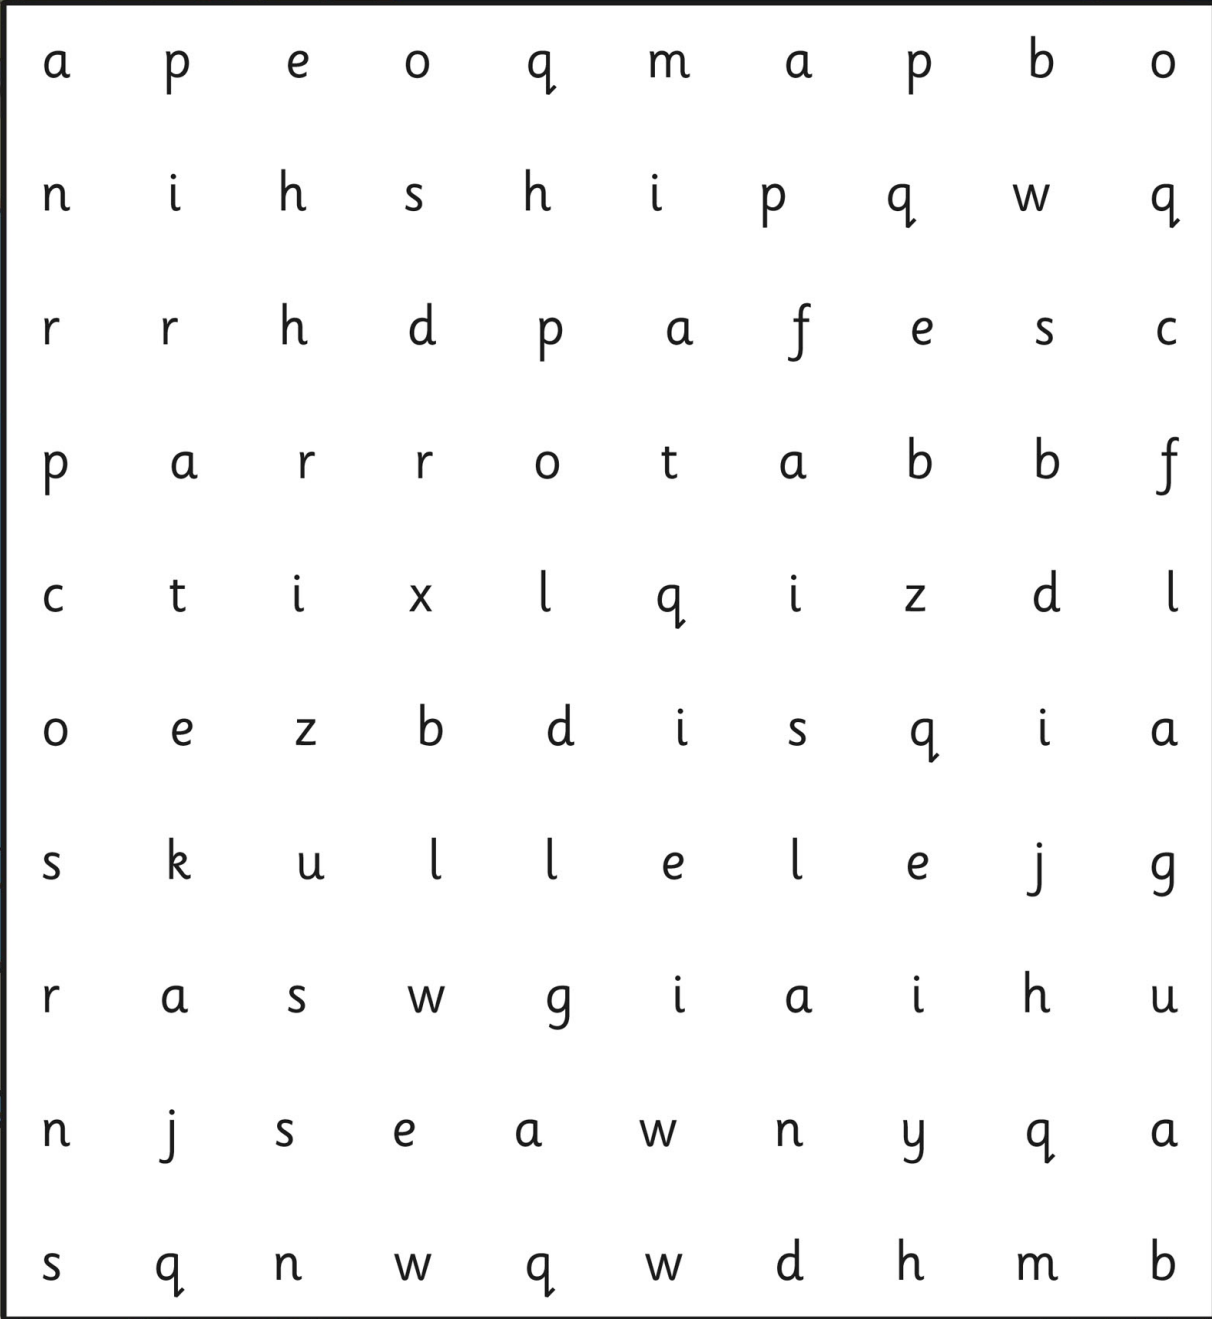 a p e o q m a p b o
n i h s h i p q w q
r r h d p a f e s c
p a r r o t a b b f
c t i x l q i z d l
o e z b d i s q i a
s k u l l e l e j g
r a s w g i a i h u
n j s e a w n y q a
s q n w q w d h m b